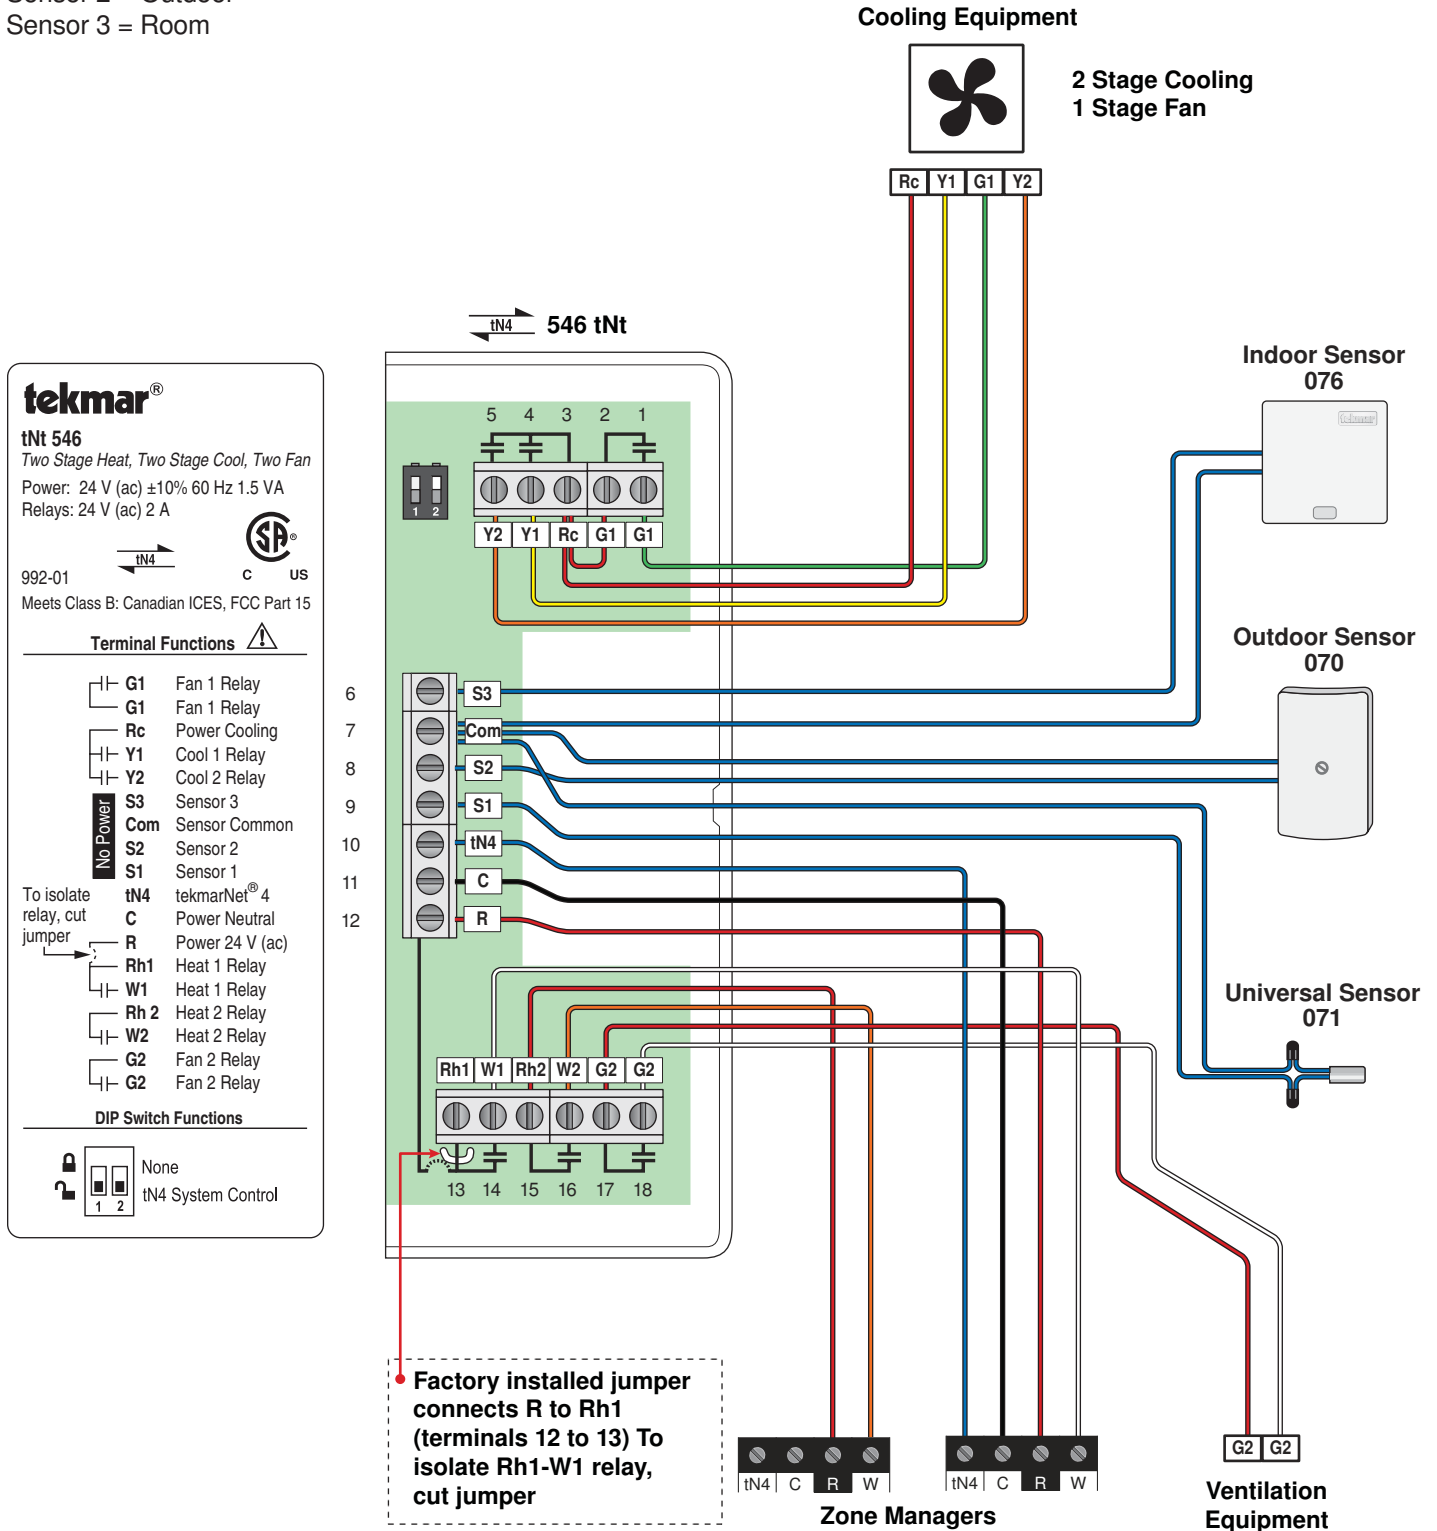 Sensor 3 = Room
Cooling Equipment
2 Stage Cooling
1 Stage Fan
Rc Y1 G1 Y2
tN4 546 tNt
Indoor Sensor
076
tekmar
Outdoor Sensor
070
Universal Sensor
071
tekmar®
tNt 546
Two Stage Heat, Two Stage Cool, Two Fan
Power: 24 V (ac) ±10% 60 Hz 1.5 VA
Relays: 24 V (ac) 2 A
SA ®
C US
tN4
992-01
Meets Class B: Canadian ICES, FCC Part 15
Terminal Functions
G1 Fan 1 Relay
G1 Fan 1 Relay
Rc Power Cooling
Y1 Cool 1 Relay
Y2 Cool 2 Relay
No Power
S3 Sensor 3
Com Sensor Common
S2 Sensor 2
S1 Sensor 1
tN4 tekmarNet® 4
C Power Neutral
R Power 24 V (ac)
Rh1 Heat 1 Relay
W1 Heat 1 Relay
Rh 2 Heat 2 Relay
W2 Heat 2 Relay
G2 Fan 2 Relay
G2 Fan 2 Relay
To isolate
relay, cut
jumper
DIP Switch Functions
None
tN4 System Control
1 2
5 4 3 2 1
1 2
Y2 Y1 Rc G1 G1
6 S3
7 Com
8 S2
9 S1
10 tN4
11 C
12 R
Rh1 W1 Rh2 W2 G2 G2
13 14 15 16 17 18
Factory installed jumper
connects R to Rh1
(terminals 12 to 13) To
isolate Rh1-W1 relay,
cut jumper
tN4 C R W
tN4 C R W
Zone Managers
G2 G2
Ventilation
Equipment